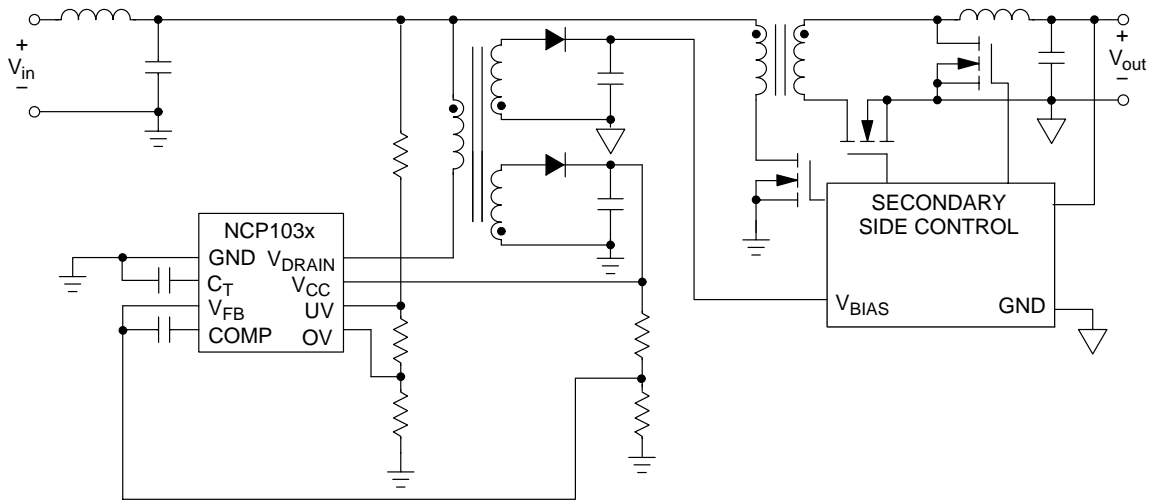 +
V_in
−
+
V_out
−
SECONDARY
SIDE CONTROL
V_BIAS
GND
NCP103x
GND
V_DRAIN
C_T
V_CC
V_FB
UV
COMP
OV